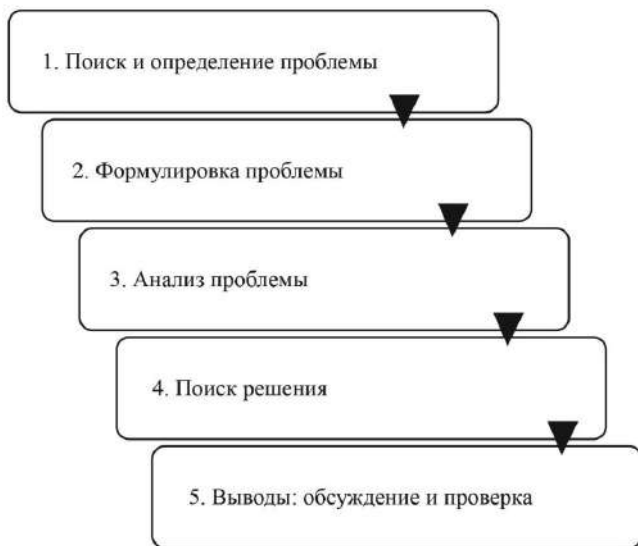 1. Поиск и определение проблемы
2. Формулировка проблемы
3. Анализ проблемы
4. Поиск решения
5. Выводы: обсуждение и проверка